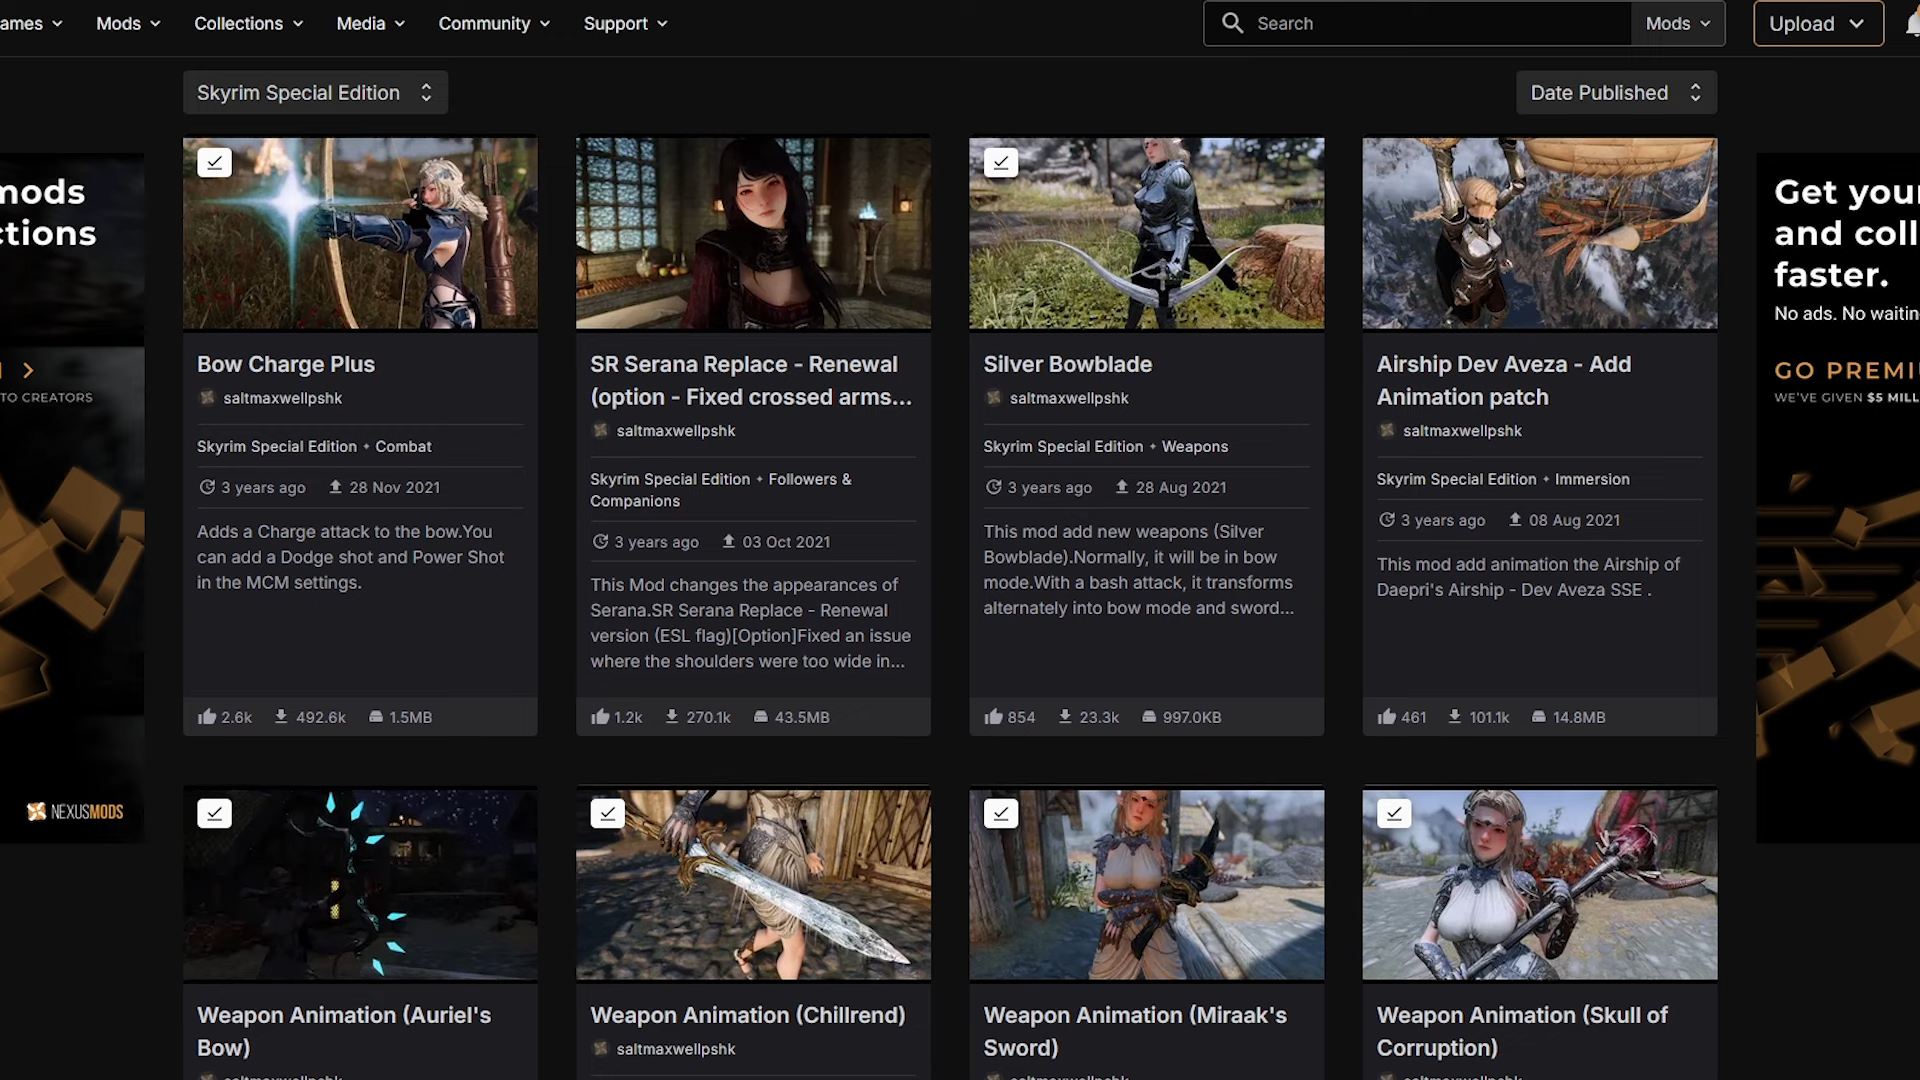 ames Mods Collections Media Community Support Search Mods Upload
Skyrim Special Edition Date Published
mods
ctions
TO CREATORS
NEXUSMODS
Get your
and coll
faster.
No ads. No waitin
GO PREMIU
WE'VE GIVEN $5 MILL
Bow Charge Plus
saltmaxwellpshk
Skyrim Special Edition • Combat
3 years ago 28 Nov 2021
Adds a Charge attack to the bow.You
can add a Dodge shot and Power Shot
in the MCM settings.
2.6k 492.6k 1.5MB
SR Serana Replace - Renewal
(option - Fixed crossed arms...
saltmaxwellpshk
Skyrim Special Edition • Followers &
Companions
3 years ago 03 Oct 2021
This Mod changes the appearances of
Serana.SR Serana Replace - Renewal
version (ESL flag)[Option]Fixed an issue
where the shoulders were too wide in...
1.2k 270.1k 43.5MB
Silver Bowblade
saltmaxwellpshk
Skyrim Special Edition • Weapons
3 years ago 28 Aug 2021
This mod add new weapons (Silver
Bowblade).Normally, it will be in bow
mode.With a bash attack, it transforms
alternately into bow mode and sword...
854 23.3k 997.0KB
Airship Dev Aveza - Add
Animation patch
saltmaxwellpshk
Skyrim Special Edition • Immersion
3 years ago 08 Aug 2021
This mod add animation the Airship of
Daepri's Airship - Dev Aveza SSE .
461 101.1k 14.8MB
Weapon Animation (Auriel's
Bow)
saltmaxwellpshk
Weapon Animation (Chillrend)
saltmaxwellpshk
Weapon Animation (Miraak's
Sword)
saltmaxwellpshk
Weapon Animation (Skull of
Corruption)
saltmaxwellpshk